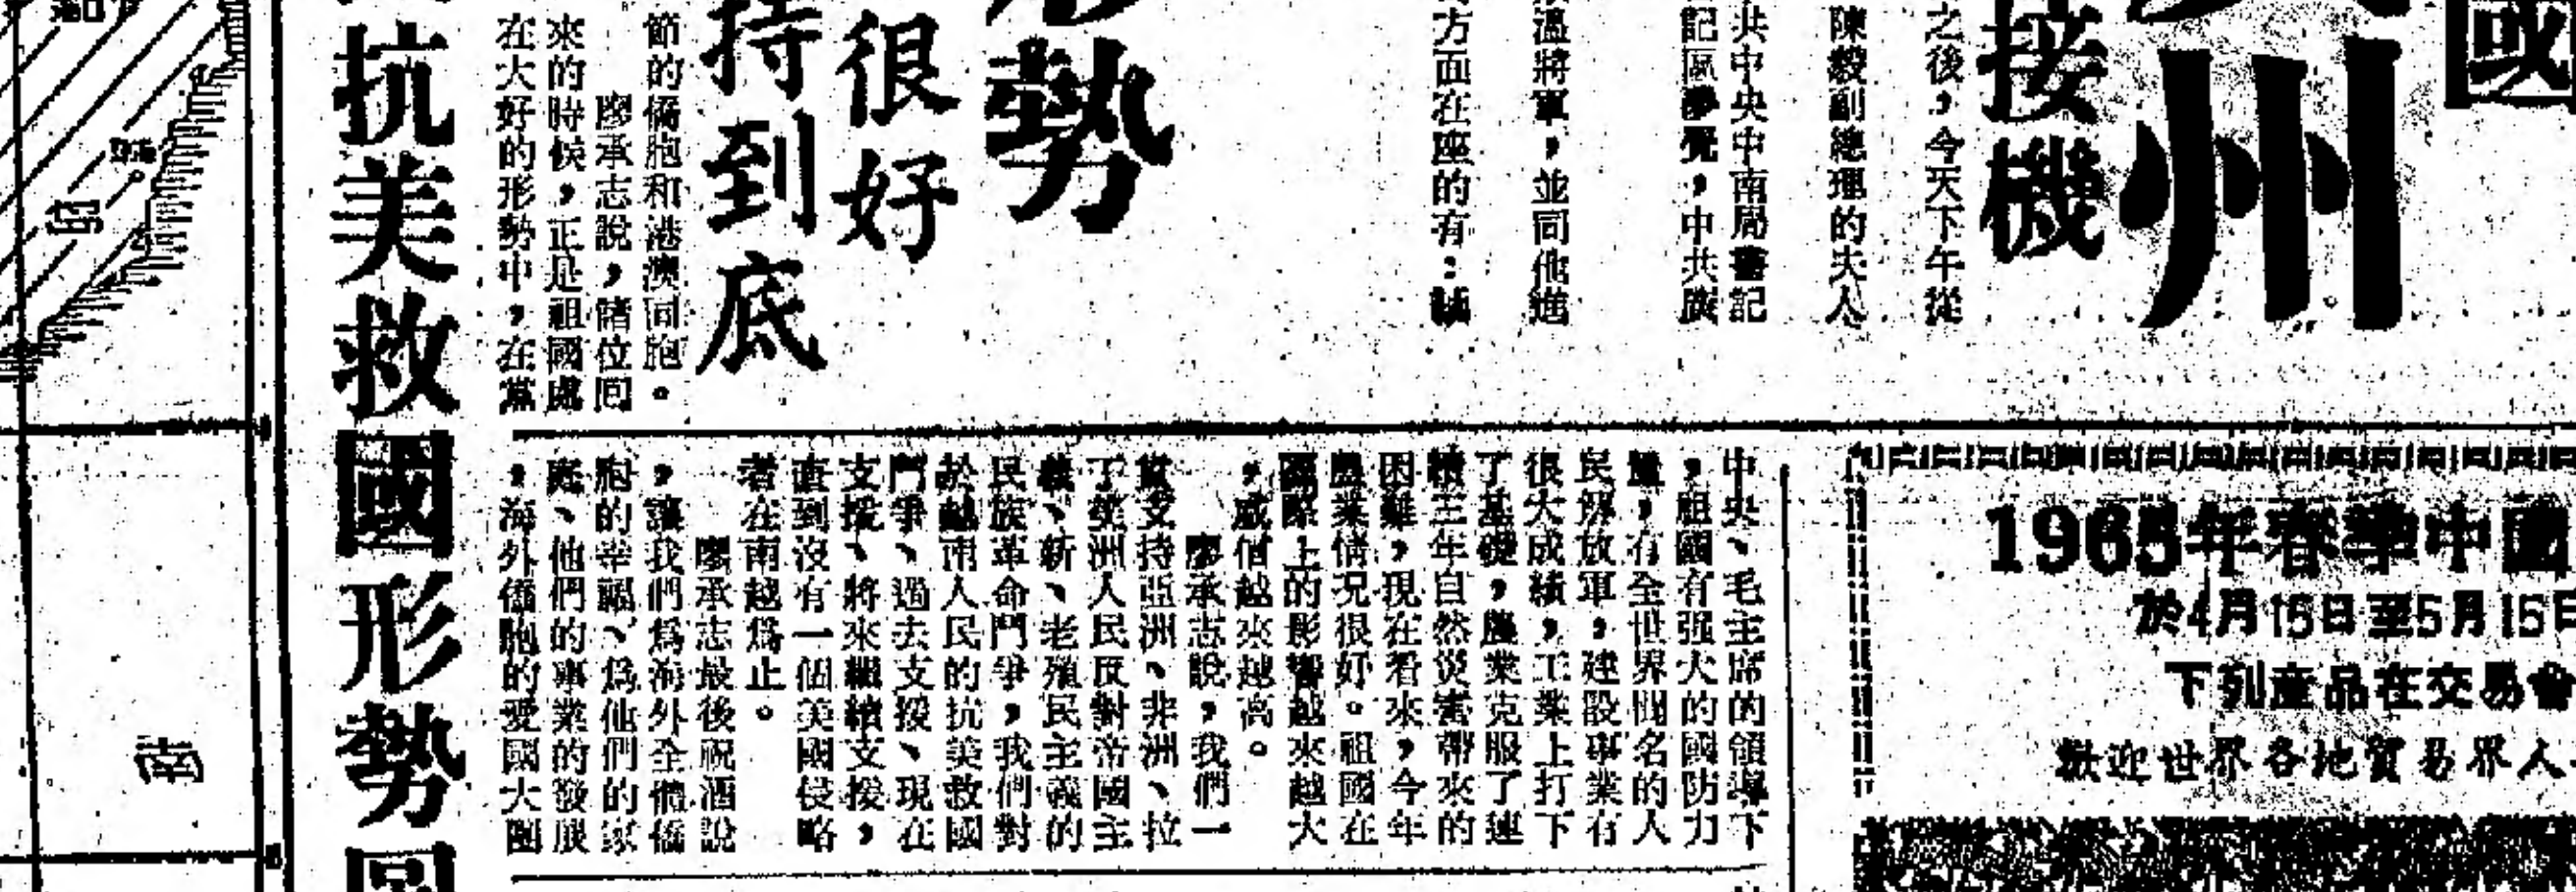 國
州
接機
之後，今天下午從
陳毅副總理的夫人
共中央中南局書記
記區夢覺，中共廣
溫將軍，並同他進
方面在座的有：
勢
很好
持到底
節的僑胞和港澳同胞。
廖承志說，諸位回
來的時候，正是祖國處
在大好的形勢中，在黨
中央、毛主席的領導下
，祖國有强大的國防力
量，有全世界聞名的人
民解放軍，建設事業有
很大成績，工業上打下
了基礎，農業克服了連
續三年自然災害帶來的
困難，現在看來，今年
農業情況很好。祖國在
國際上的影響越來越大
，威信越來越高。
廖承志說，我們一
貫支持亞洲、非洲、拉
丁美洲人民反對帝國主
義、新、老殖民主義的
民族革命鬥爭，我們對
於越南人民的抗美救國
鬥爭、過去支援、現在
支援、將來繼續支援，
直到沒有一個美國侵略
者在南越爲止。
廖承志最後祝酒說
，讓我們爲海外全體僑
胞的幸福、爲他們的家
庭、他們的事業的發展
，海外僑胞的愛國大團
抗美救國形勢圖
南
1965年春季中國
於4月15日至5月15日
下列產品在交易會
歡迎世界各地貿易界人